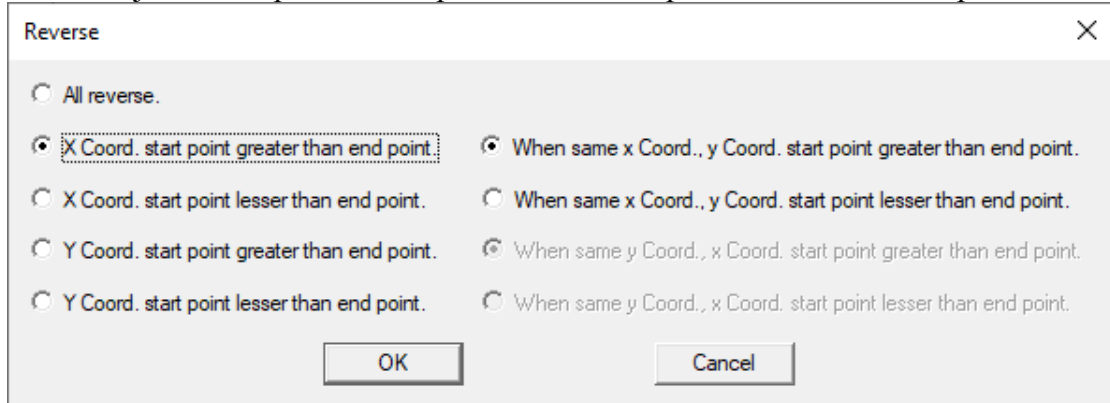 Reverse
All reverse.
X Coord. start point greater than end point.
When same x Coord., y Coord. start point greater than end point.
X Coord. start point lesser than end point.
When same x Coord., y Coord. start point lesser than end point.
Y Coord. start point greater than end point.
When same y Coord., x Coord. start point greater than end point.
Y Coord. start point lesser than end point.
When same y Coord., x Coord. start point lesser than end point.
OK
Cancel